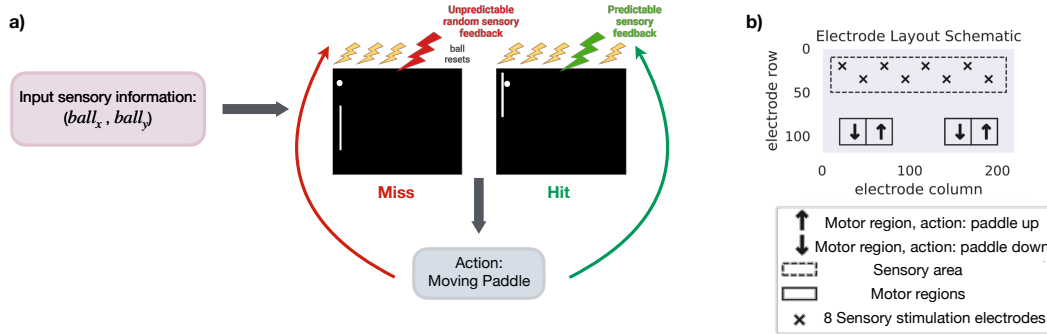 a)
Unpredictable
random sensory
feedback
ball
resets
Predictable
sensory
feedback
Input sensory information:
(ball_x , ball_y)
Miss
Hit
Action:
Moving Paddle
b)
Electrode Layout Schematic
electrode row
0
50
100
0
100
200
electrode column
Motor region, action: paddle up
Motor region, action: paddle down
Sensory area
Motor regions
8 Sensory stimulation electrodes